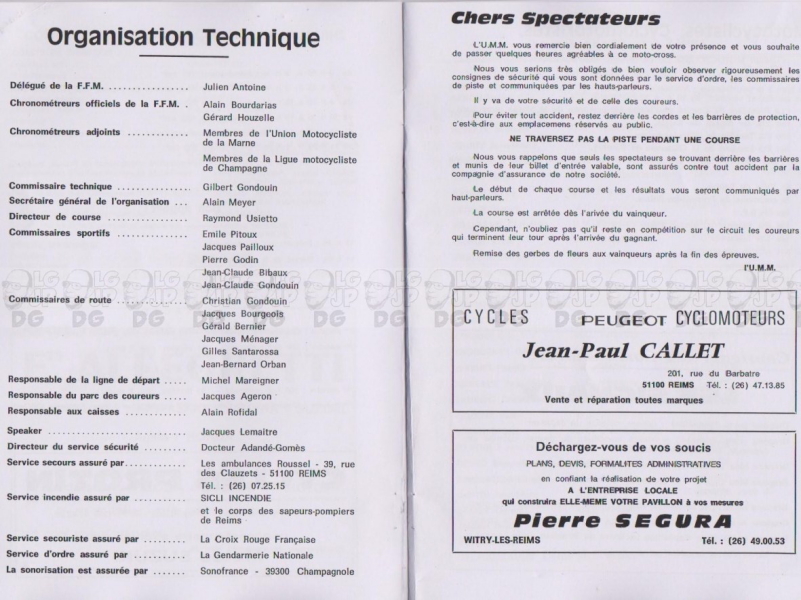 Organisation Technique
Délégué de la F.F.M. ................. Julien Antoine
Chronométreurs officiels de la F.F.M. . Alain Bourdarias
Gérard Houzelle
Chronométreurs adjoints ............. Membres de l'Union Motocycliste
de la Marne
Membres de la Ligue motocycliste
de Champagne
Commissaire technique ............... Gilbert Gondouin
Secrétaire général de l'organisation ... Alain Meyer
Directeur de course ................. Raymond Usietto
Commissaires sportifs ............... Emile Pitoux
Jacques Pailloux
Pierre Godin
Jean-Claude Bibaux
Jean-Claude Gondouin
Commissaires de route ............... Christian Gondouin
Jacques Bourgeois
Gérald Bernier
Jacques Ménager
Gilles Santarossa
Jean-Bernard Orban
Responsable de la ligne de départ ..... Michel Mareigner
Responsable du parc des coureurs ..... Jacques Ageron
Responsable aux caisses ............. Alain Rofidal
Speaker ............................. Jacques Lemaitre
Directeur du service sécurité ......... Docteur Adandé-Gomès
Service secours assuré par............. Les ambulances Roussel - 39, rue
des Clauzets - 51100 REIMS
Tél. : (26) 07.25.15
Service incendie assuré par ........... SICLI INCENDIE
et le corps des sapeurs-pompiers
de Reims
Service secouriste assuré par ......... La Croix Rouge Française
Service d'ordre assuré par ........... La Gendarmerie Nationale
La sonorisation est assurée par ....... Sonofrance - 39300 Champagnole
Chers Spectateurs
L'U.M.M. vous remercie bien cordialement de votre présence et vous souhaite
de passer quelques heures agréables à ce moto-cross.
Nous vous serions très obligés de bien vouloir observer rigoureusement les
consignes de sécurité qui vous sont données par le service d'ordre, les commissaires
de piste et communiquées par les hauts-parleurs.
Il y va de votre sécurité et de celle des coureurs.
Pour éviter tout accident, restez derrière les cordes et les barrières de protection,
c'est-à-dire aux emplacemens réservés au public.
NE TRAVERSEZ PAS LA PISTE PENDANT UNE COURSE
Nous vous rappelons que seuls les spectateurs se trouvant derrière les barrières
et munis de leur billet d'entrée valable, sont assurés contre tout accident par la
compagnie d'assurance de notre société.
Le début de chaque course et les résultats vous seront communiqués par
haut-parleurs.
La course est arrêtée dès l'arivée du vainqueur.
Cependant, n'oubliez pas qu'il reste en compétition sur le circuit les coureurs
qui terminent leur tour après l'arrivée du gagnant.
Remise des gerbes de fleurs aux vainqueurs après la fin des épreuves.
l'U.M.M.
CYCLES PEUGEOT CYCLOMOTEURS
Jean-Paul CALLET
201, rue du Barbatre
51100 REIMS Tél. : (26) 47.13.85
Vente et réparation toutes marques
Déchargez-vous de vos soucis
PLANS, DEVIS, FORMALITES ADMINISTRATIVES
en confiant la réalisation de votre projet
A L'ENTREPRISE LOCALE
qui construira ELLE-MEME VOTRE PAVILLON à vos mesures
Pierre SEGURA
WITRY-LES-REIMS Tél. : (26) 49.00.53